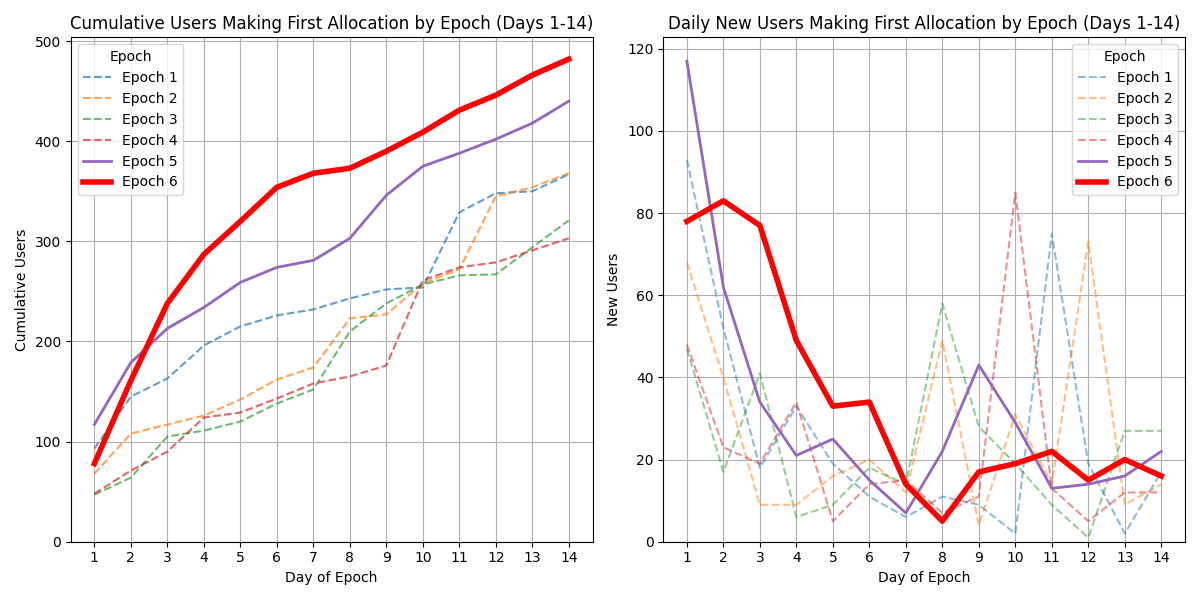 Cumulative Users Making First Allocation by Epoch (Days 1-14)
Cumulative Users
500
400
300
200
100
0
Epoch
Epoch 1
Epoch 2
Epoch 3
Epoch 4
Epoch 5
Epoch 6
1 2 3 4 5 6 7 8 9 10 11 12 13 14
Day of Epoch
Daily New Users Making First Allocation by Epoch (Days 1-14)
New Users
120
100
80
60
40
20
0
Epoch
Epoch 1
Epoch 2
Epoch 3
Epoch 4
Epoch 5
Epoch 6
1 2 3 4 5 6 7 8 9 10 11 12 13 14
Day of Epoch